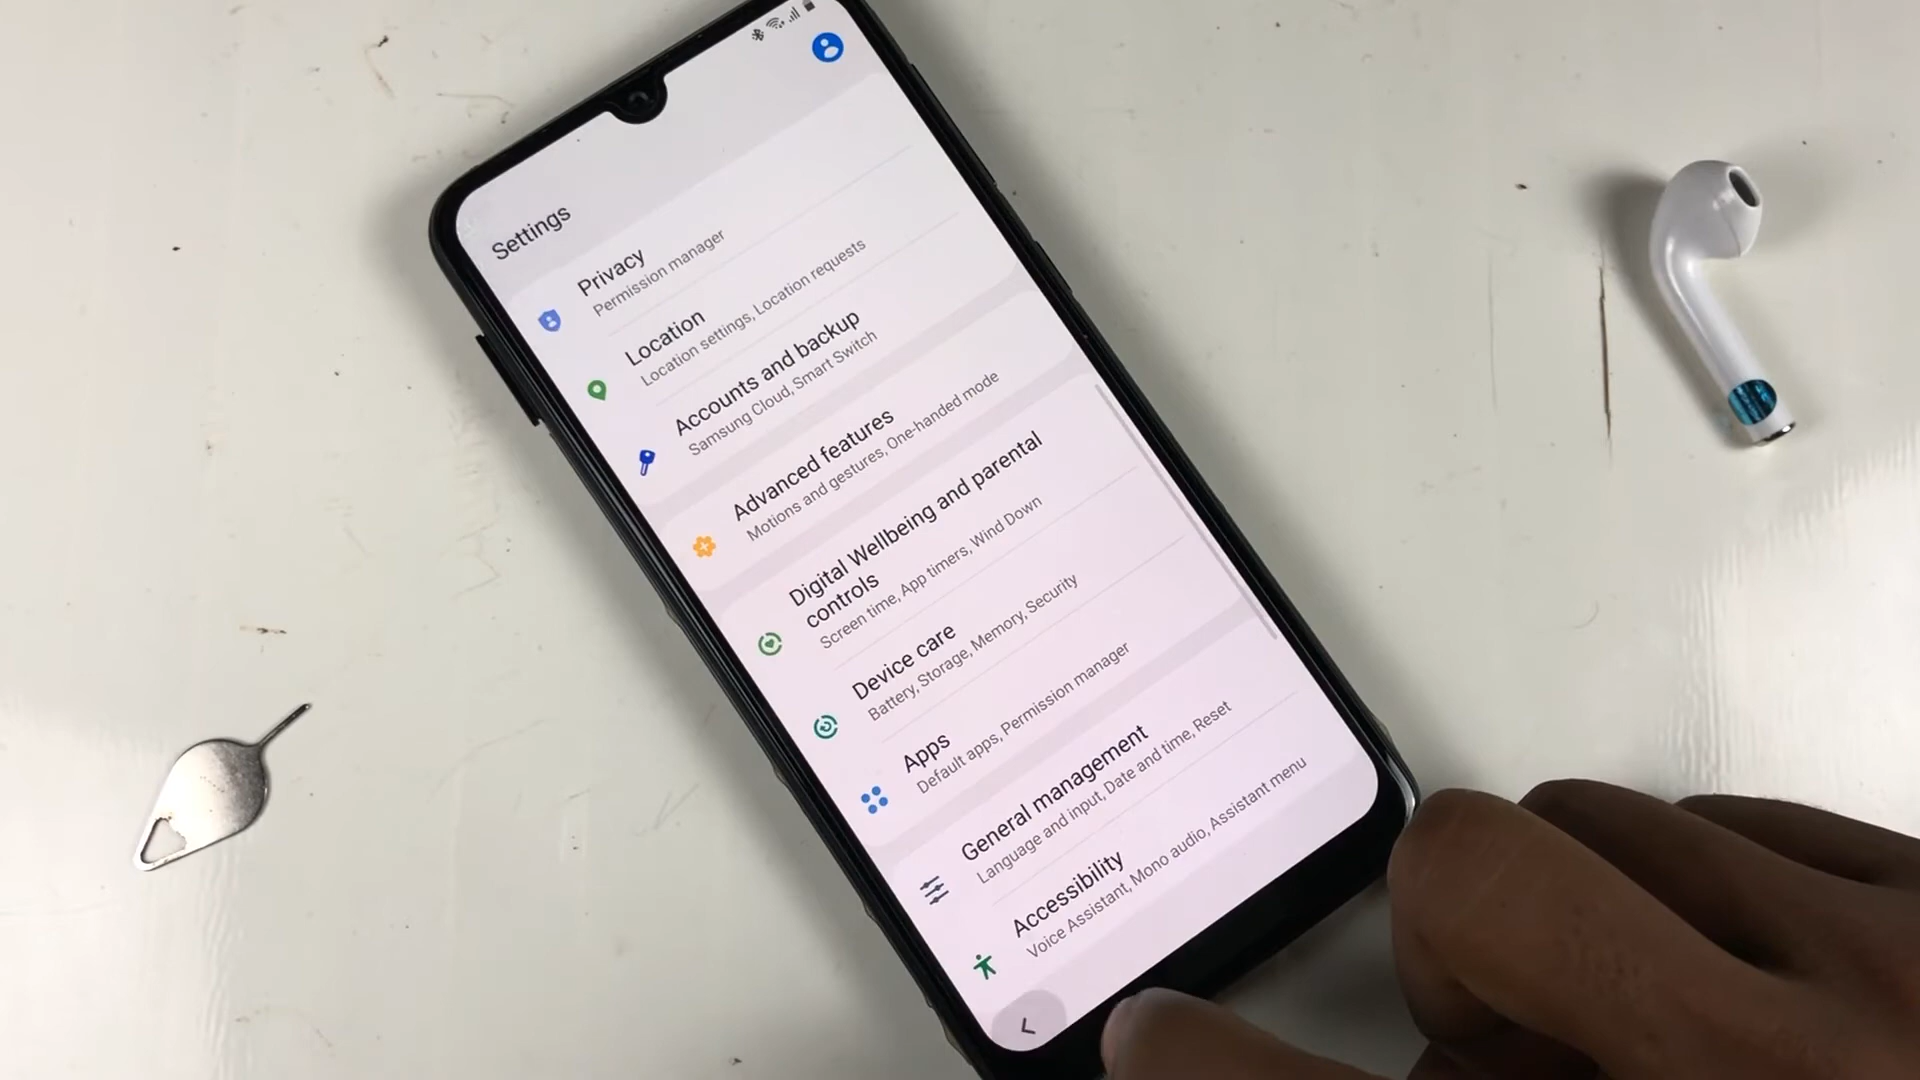 Settings
Privacy
Permission manager
Location
Location settings, Location requests
Accounts and backup
Samsung Cloud, Smart Switch
Advanced features
Motions and gestures, One-handed mode
Digital Wellbeing and parental
controls
Screen time, App timers, Wind Down
Device care
Battery, Storage, Memory, Security
Apps
Default apps, Permission manager
General management
Language and input, Date and time, Reset
Accessibility
Voice Assistant, Mono audio, Assistant menu